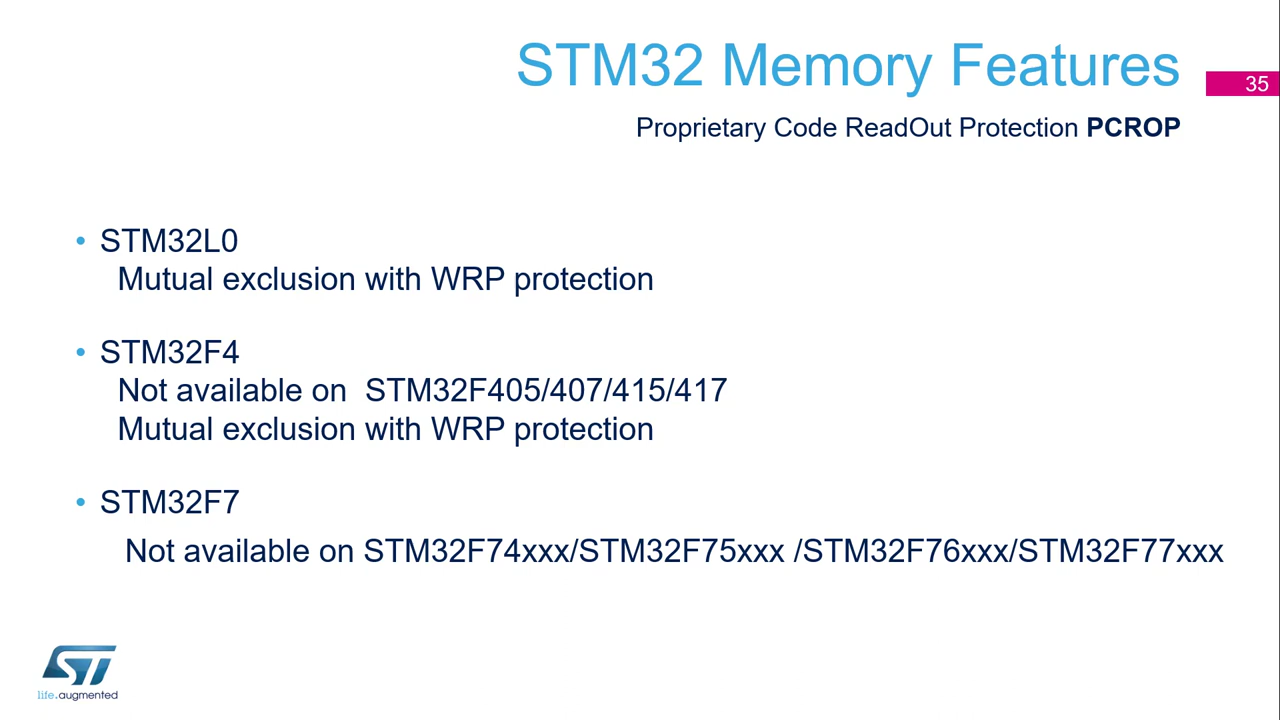 STM32 Memory Features
35
Proprietary Code ReadOut Protection PCROP
• STM32L0
Mutual exclusion with WRP protection
• STM32F4
Not available on  STM32F405/407/415/417
Mutual exclusion with WRP protection
• STM32F7
Not available on STM32F74xxx/STM32F75xxx /STM32F76xxx/STM32F77xxx
ST
life.augmented